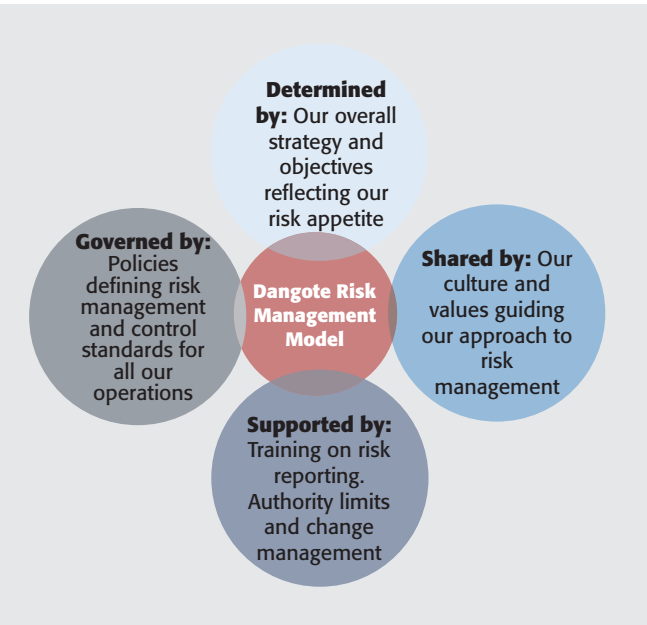 Determined
by: Our overall
strategy and
objectives
reflecting our
risk appetite
Governed by:
Policies
defining risk
management
and control
standards for
all our
operations
Dangote Risk
Management
Model
Shared by: Our
culture and
values guiding
our approach to
risk
management
Supported by:
Training on risk
reporting.
Authority limits
and change
management